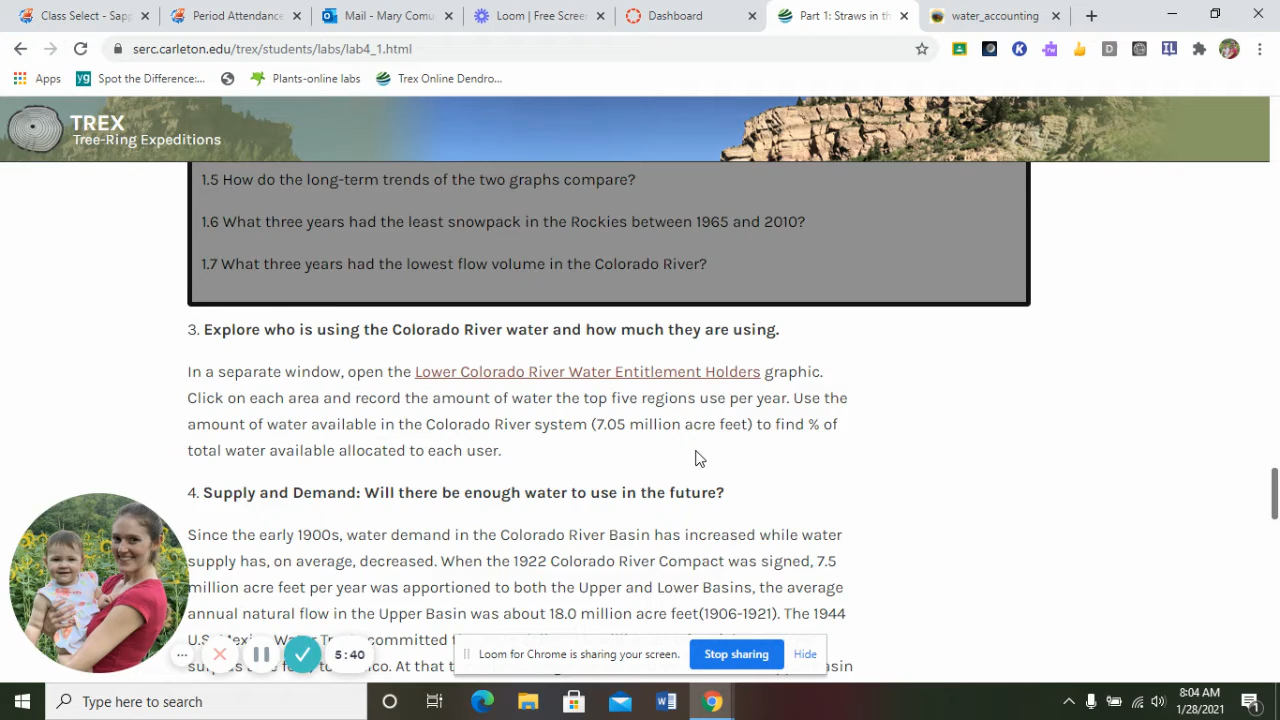 Class Select - Sapp
Period Attendance
Mail - Mary Comu
Loom | Free Screen
Dashboard
Part 1: Straws in th
water_accounting
serc.carleton.edu/trex/students/labs/lab4_1.html
Apps
Spot the Difference:...
Plants-online labs
Trex Online Dendro...
TREX
Tree-Ring Expeditions
1.5 How do the long-term trends of the two graphs compare?
1.6 What three years had the least snowpack in the Rockies between 1965 and 2010?
1.7 What three years had the lowest flow volume in the Colorado River?
3. Explore who is using the Colorado River water and how much they are using.
In a separate window, open the Lower Colorado River Water Entitlement Holders graphic.
Click on each area and record the amount of water the top five regions use per year. Use the
amount of water available in the Colorado River system (7.05 million acre feet) to find % of
total water available allocated to each user.
4. Supply and Demand: Will there be enough water to use in the future?
Since the early 1900s, water demand in the Colorado River Basin has increased while water
supply has, on average, decreased. When the 1922 Colorado River Compact was signed, 7.5
million acre feet per year was apportioned to both the Upper and Lower Basins, the average
annual natural flow in the Upper Basin was about 18.0 million acre feet(1906-1921). The 1944
committed
At that
5:40
Loom for Chrome is sharing your screen.
Stop sharing
Hide
Type here to search
8:04 AM
1/28/2021